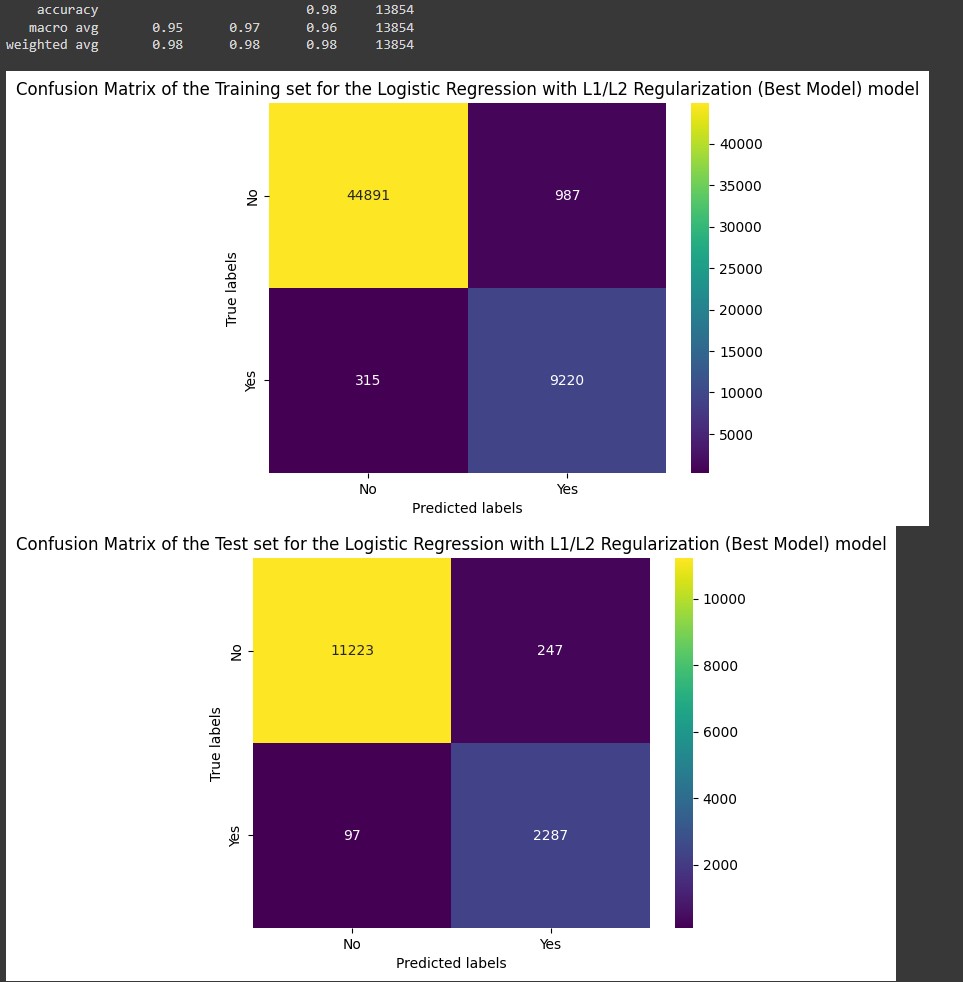 accuracy 0.98 13854
macro avg 0.95 0.97 0.96 13854
weighted avg 0.98 0.98 0.98 13854
Confusion Matrix of the Training set for the Logistic Regression with L1/L2 Regularization (Best Model) model
40000
No 44891 987
35000
30000
25000
True labels
20000
15000
Yes 315 9220
10000
5000
No Yes
Predicted labels
Confusion Matrix of the Test set for the Logistic Regression with L1/L2 Regularization (Best Model) model
10000
No 11223 247
8000
6000
True labels
4000
Yes 97 2287
2000
No Yes
Predicted labels